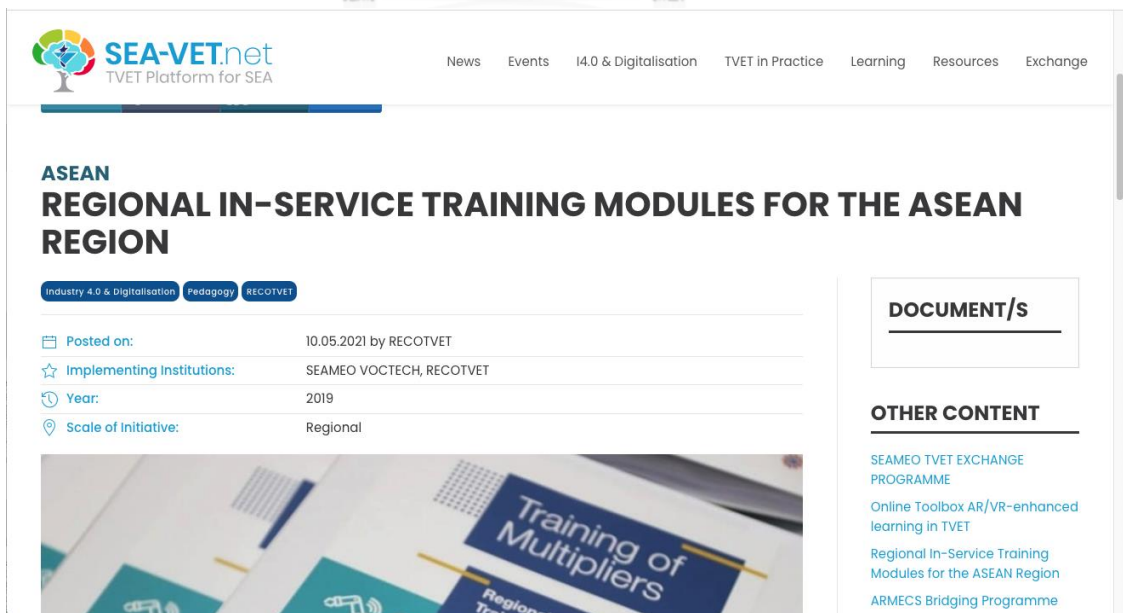 SEA-VET.net
TVET Platform for SEA
News Events I4.0 & Digitalisation TVET in Practice Learning Resources Exchange
ASEAN
REGIONAL IN-SERVICE TRAINING MODULES FOR THE ASEAN
REGION
Industry 4.0 & Digitalisation Pedagogy RECOTVET
Posted on: 10.05.2021 by RECOTVET
Implementing Institutions: SEAMEO VOCTECH, RECOTVET
Year: 2019
Scale of Initiative: Regional
Training of
Multipliers
DOCUMENT/S
OTHER CONTENT
SEAMEO TVET EXCHANGE
PROGRAMME
Online Toolbox AR/VR-enhanced
learning in TVET
Regional In-Service Training
Modules for the ASEAN Region
ARMECS Bridging Programme